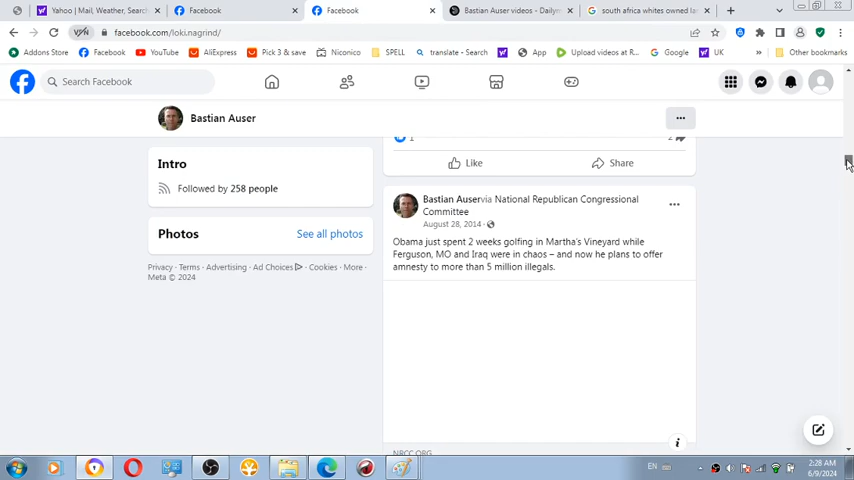 Yahoo | Mail, Weather, Search
Facebook
Facebook
Bastian Auser videos - Dailym
south africa whites owned la
VPN
facebook.com/loki.nagrind/
Addons Store
Facebook
YouTube
AliExpress
Pick 3 & save
Niconico
SPELL
translate - Search
App
Upload videos at R...
Google
UK
»
Other bookmarks
Search Facebook
Bastian Auser
...
1
2
Like
Share
Intro
Followed by 258 people
Photos
See all photos
Privacy · Terms · Advertising · Ad Choices · Cookies · More ·
Meta © 2024
Bastian Auser via National Republican Congressional
Committee
August 28, 2014 ·
Obama just spent 2 weeks golfing in Martha's Vineyard while
Ferguson, MO and Iraq were in chaos – and now he plans to offer
amnesty to more than 5 million illegals.
NRCC.ORG
EN
2:28 AM
6/9/2024